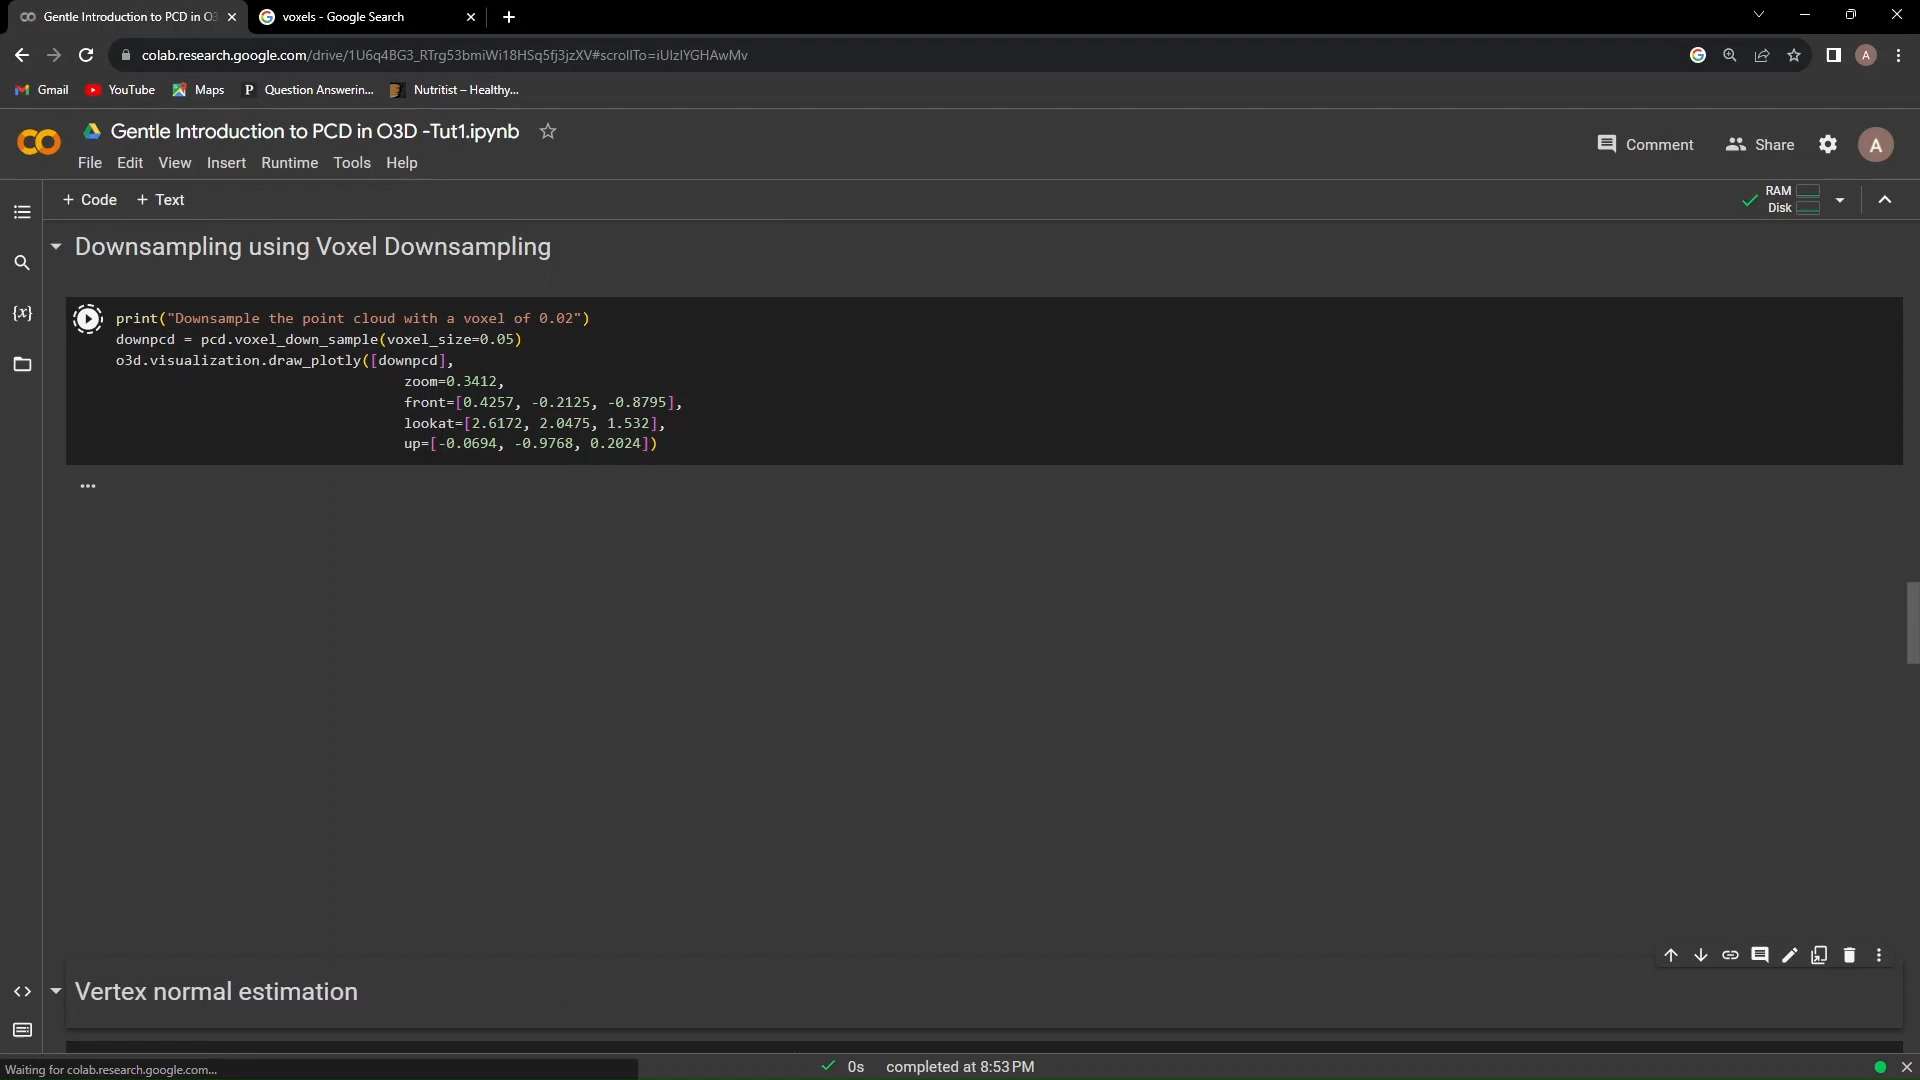 Gentle Introduction to PCD in O3
voxels - Google Search
colab.research.google.com/drive/1U6q4BG3_RTrg53bmiWi18HSq5fj3jzXV#scrollTo=iUIzlYGHAwMv
A
Gmail
YouTube
Maps
Question Answerin...
Nutritist – Healthy...
Gentle Introduction to PCD in O3D -Tut1.ipynb
Comment
Share
A
File Edit View Insert Runtime Tools Help
+ Code + Text
RAM
Disk
Downsampling using Voxel Downsampling
{x}
print("Downsample the point cloud with a voxel of 0.02")
downpcd = pcd.voxel_down_sample(voxel_size=0.05)
o3d.visualization.draw_plotly([downpcd],
zoom=0.3412,
front=[0.4257, -0.2125, -0.8795],
lookat=[2.6172, 2.0475, 1.532],
up=[-0.0694, -0.9768, 0.2024])
Vertex normal estimation
Waiting for colab.research.google.com...
0s completed at 8:53 PM